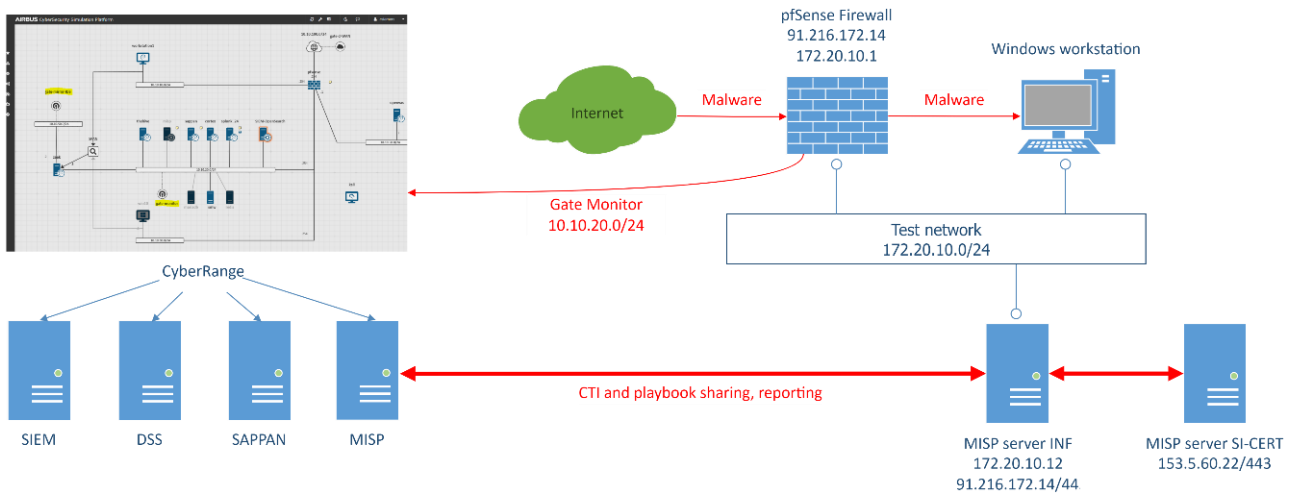 AIRBUS CyberSecurity Simulation Platform
pfSense Firewall
91.216.172.14
172.20.10.1
Windows workstation
Internet
Malware
Malware
Gate Monitor
10.10.20.0/24
Test network
172.20.10.0/24
CyberRange
CTI and playbook sharing, reporting
SIEM
DSS
SAPPAN
MISP
MISP server INF
172.20.10.12
91.216.172.14/44
MISP server SI-CERT
153.5.60.22/443